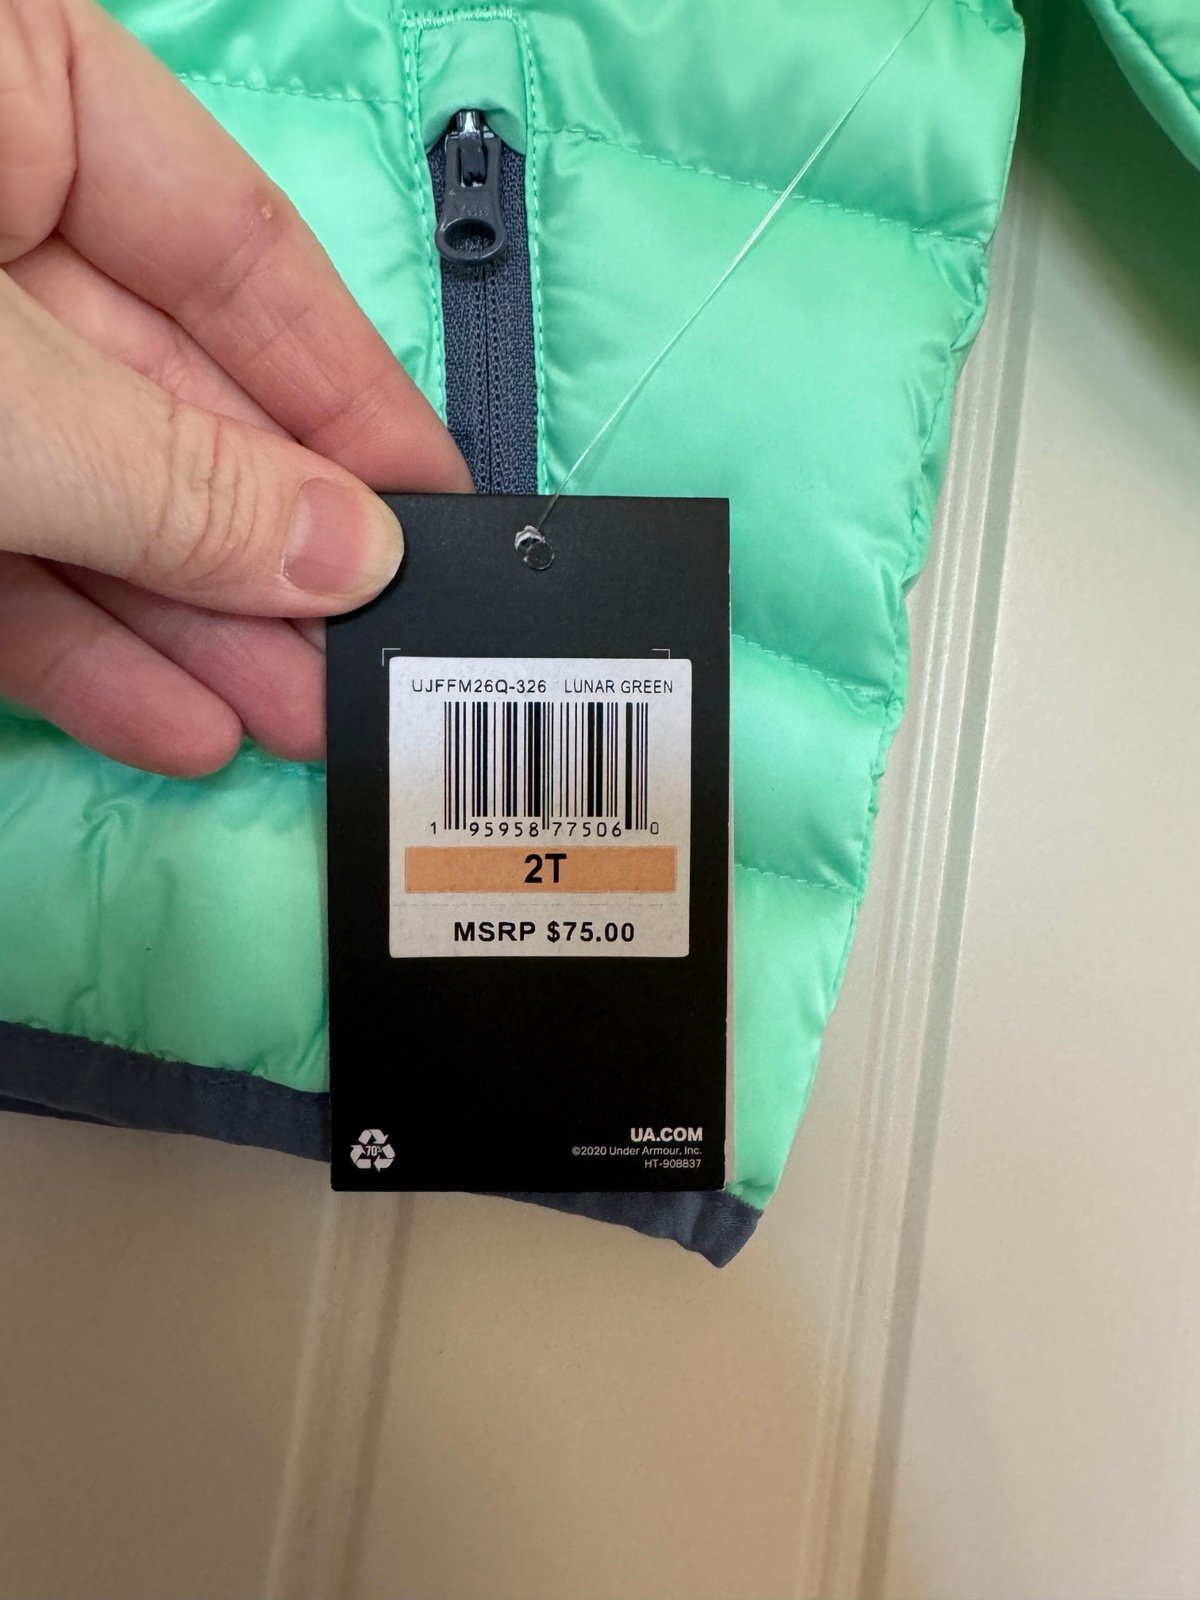 UJFFM26Q-326 LUNAR GREEN
1 95958 77506 0
2T
MSRP $75.00
70%
UA.COM
©2020 Under Armour, Inc.
HT-908837